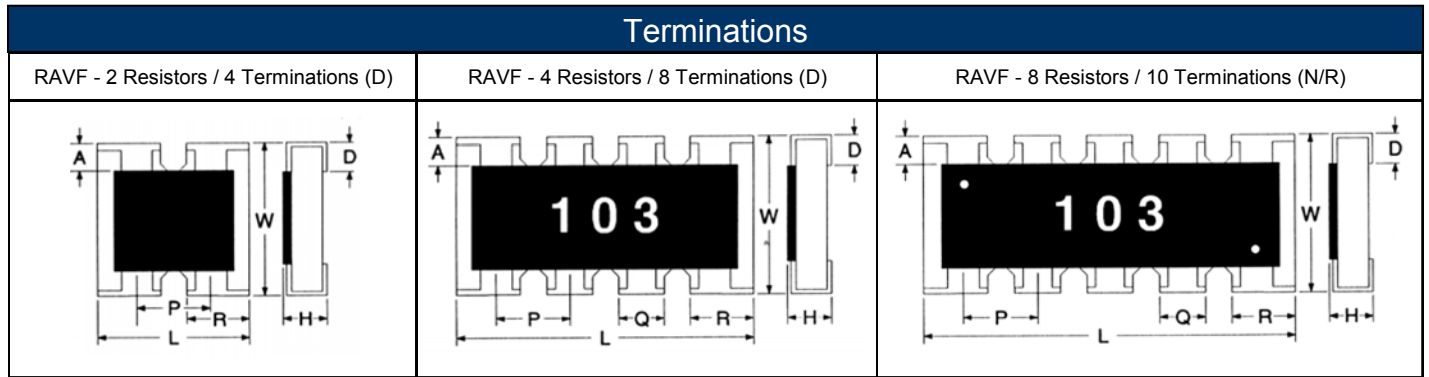 Terminations
RAVF - 2 Resistors / 4 Terminations (D)
RAVF - 4 Resistors / 8 Terminations (D)
RAVF - 8 Resistors / 10 Terminations (N/R)
A
D
W
P
R
H
L
A
D
103
W
P
Q
R
H
L
A
D
103
W
P
Q
R
H
L